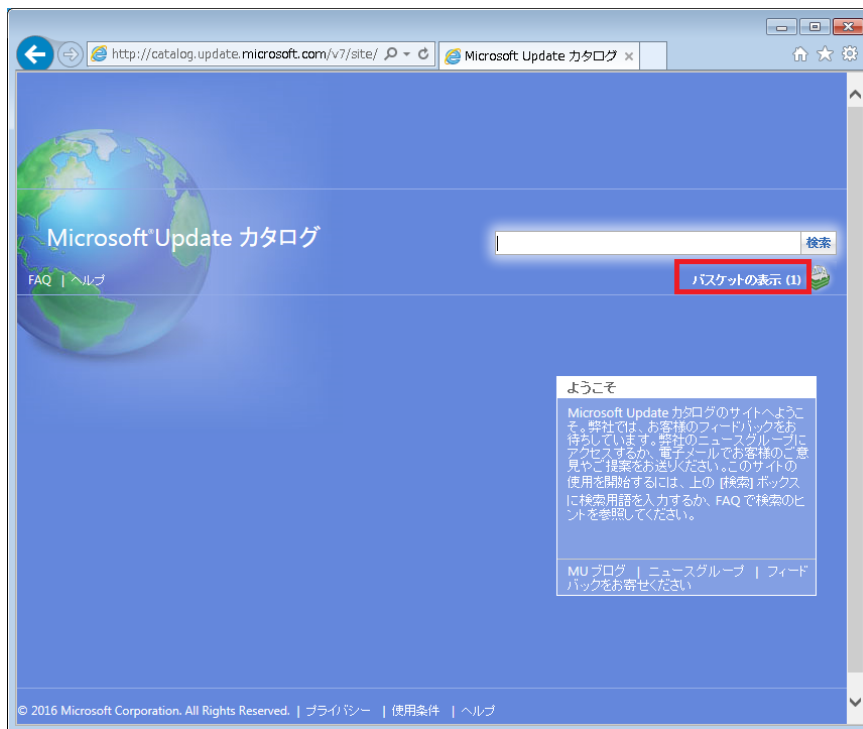 http://catalog.update.microsoft.com/v7/site/
Microsoft Update カタログ
Microsoft®Update カタログ
検索
FAQ | ヘルプ
バスケットの表示 (1)
ようこそ
Microsoft Update カタログのサイトへようこ
そ。弊社では、お客様のフィードバックをお
待ちしています。弊社のニュースグループに
アクセスするか、電子メールでお客様のご意
見やご提案をお送りください。このサイトの
使用を開始するには、上の [検索] ボックス
に検索用語を入力するか、FAQ で検索のヒ
ントを参照してください。
MU ブログ | ニュースグループ | フィード
バックをお寄せください
© 2016 Microsoft Corporation. All Rights Reserved. | プライバシー | 使用条件 | ヘルプ